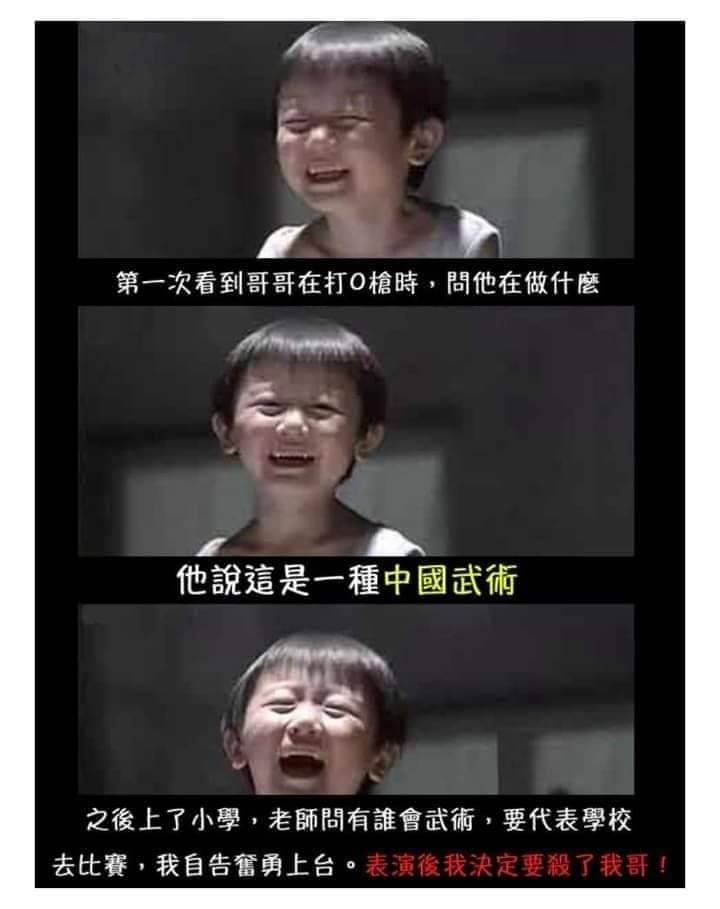 第一次看到哥哥在打O槍時，問他在做什麼
他說這是一種中國武術
之後上了小學，老師問有誰會武術，要代表學校
去比賽，我自告奮勇上台。表演後我決定要殺了我哥！